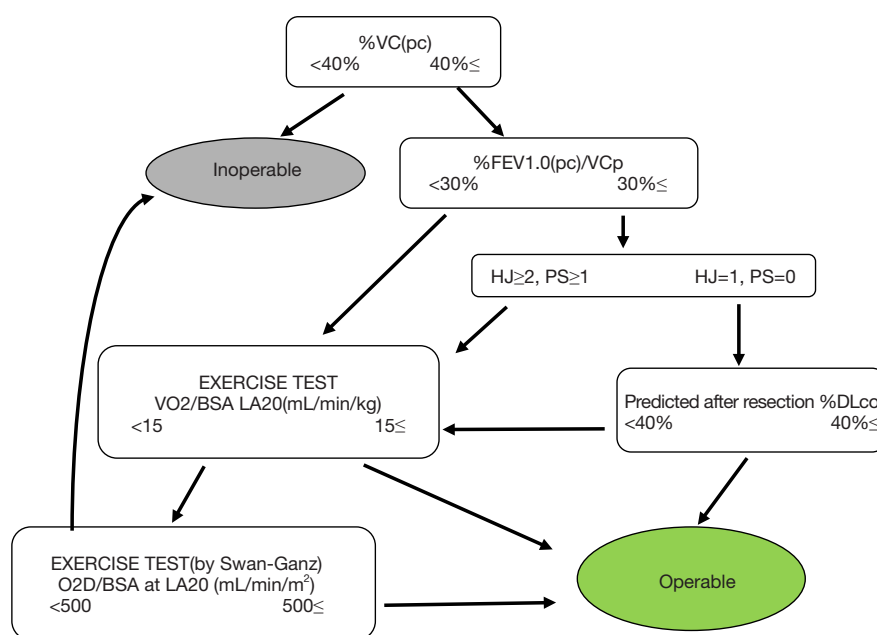 %VC(pc)
<40% 40%≤
Inoperable
%FEV1.0(pc)/VCp
<30% 30%≤
HJ≥2, PS≥1 HJ=1, PS=0
EXERCISE TEST
VO2/BSA LA20(mL/min/kg)
<15 15≤
Predicted after resection %DLco
<40% 40%≤
EXERCISE TEST(by Swan-Ganz)
O2D/BSA at LA20 (mL/min/m²)
<500 500≤
Operable